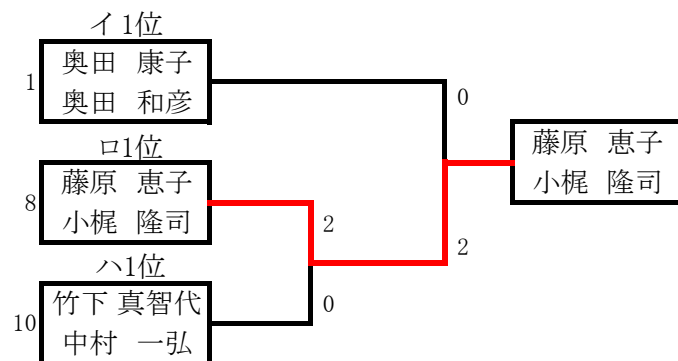 イ 1位
1
奥田 康子
奥田 和彦
0
藤原 恵子
小梶 隆司
ロ1位
8
藤原 恵子
小梶 隆司
2
2
ハ1位
0
10
竹下 真智代
中村 一弘